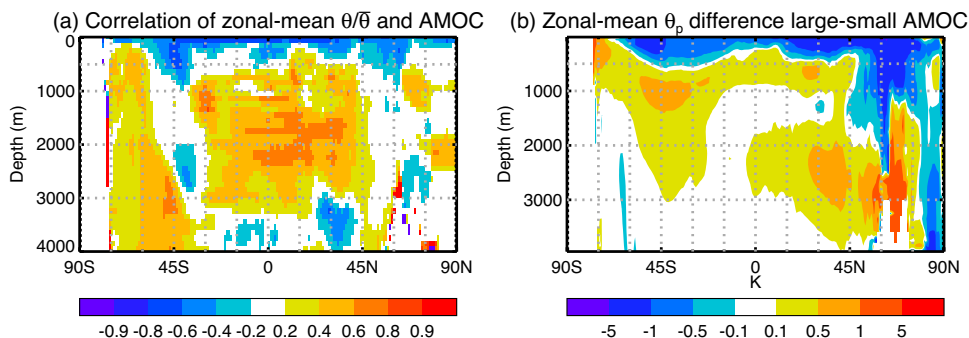 (a) Correlation of zonal-mean θ/θ̅ and AMOC
0
1000
2000
3000
4000
Depth (m)
90S 45S 0 45N 90N
-0.9 -0.8 -0.6 -0.4 -0.2 0.2 0.4 0.6 0.8 0.9
(b) Zonal-mean θp difference large-small AMOC
1000
2000
3000
Depth (m)
90S 45S 0 45N 90N
K
-5 -1 -0.5 -0.1 0.1 0.5 1 5